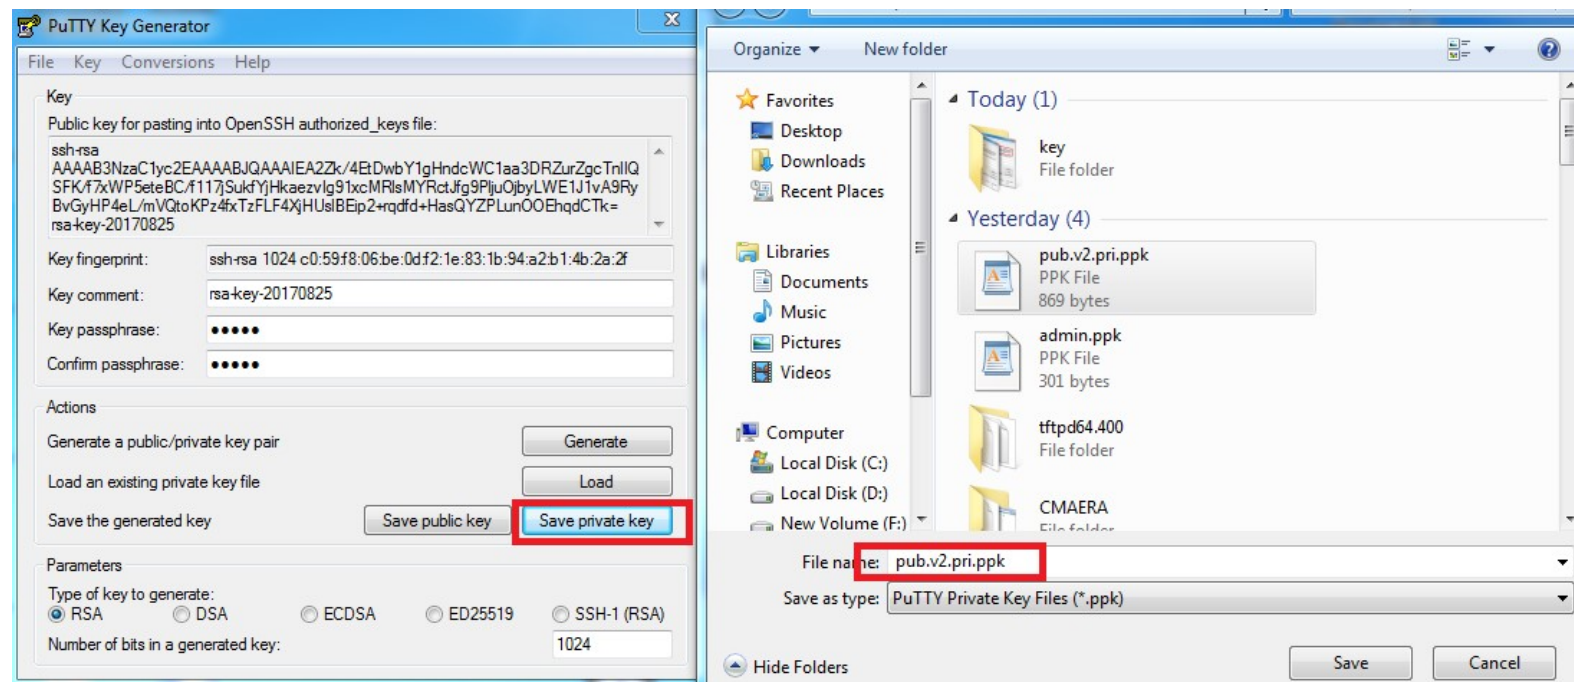 PuTTY Key Generator
File Key Conversions Help
Key
Public key for pasting into OpenSSH authorized_keys file:
ssh-rsa
AAAAB3NzaC1yc2EAAAABJQAAAIEA2Zk/4EtDwbY1gHndcWC1aa3DRZurZgcTnIlQ
SFK/f7xWP5eteBC/f117jSukfYjHkaezvIg91xcMRlsMYRctJfg9PljuOjbyLWE1J1vA9Ry
BvGyHP4eL/mVQtoKPz4fxTzFLF4XjHUslBEip2+rqdfd+HasQYZPLunOOEhqdCTk=
rsa-key-20170825
Key fingerprint: ssh-rsa 1024 c0:59:f8:06:be:0d:f2:1e:83:1b:94:a2:b1:4b:2a:2f
Key comment: rsa-key-20170825
Key passphrase: •••••
Confirm passphrase: •••••
Actions
Generate a public/private key pair Generate
Load an existing private key file Load
Save the generated key Save public key Save private key
Parameters
Type of key to generate:
RSA DSA ECDSA ED25519 SSH-1 (RSA)
Number of bits in a generated key: 1024
Organize New folder
Favorites
Desktop
Downloads
Recent Places
Libraries
Documents
Music
Pictures
Videos
Computer
Local Disk (C:)
Local Disk (D:)
New Volume (F:)
Today (1)
key
File folder
Yesterday (4)
pub.v2.pri.ppk
PPK File
869 bytes
admin.ppk
PPK File
301 bytes
tftpd64.400
File folder
CMAERA
File folder
File name: pub.v2.pri.ppk
Save as type: PuTTY Private Key Files (*.ppk)
Hide Folders Save Cancel